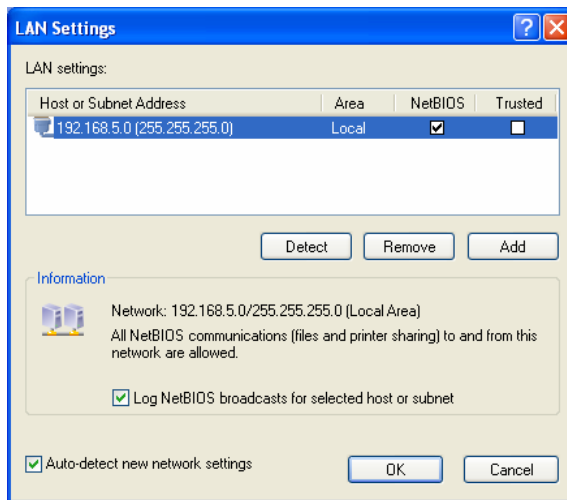 LAN Settings
LAN settings:
Host or Subnet Address Area NetBIOS Trusted
192.168.5.0 (255.255.255.0) Local
Detect Remove Add
Information
Network: 192.168.5.0/255.255.255.0 (Local Area)
All NetBIOS communications (files and printer sharing) to and from this
network are allowed.
Log NetBIOS broadcasts for selected host or subnet
Auto-detect new network settings OK Cancel